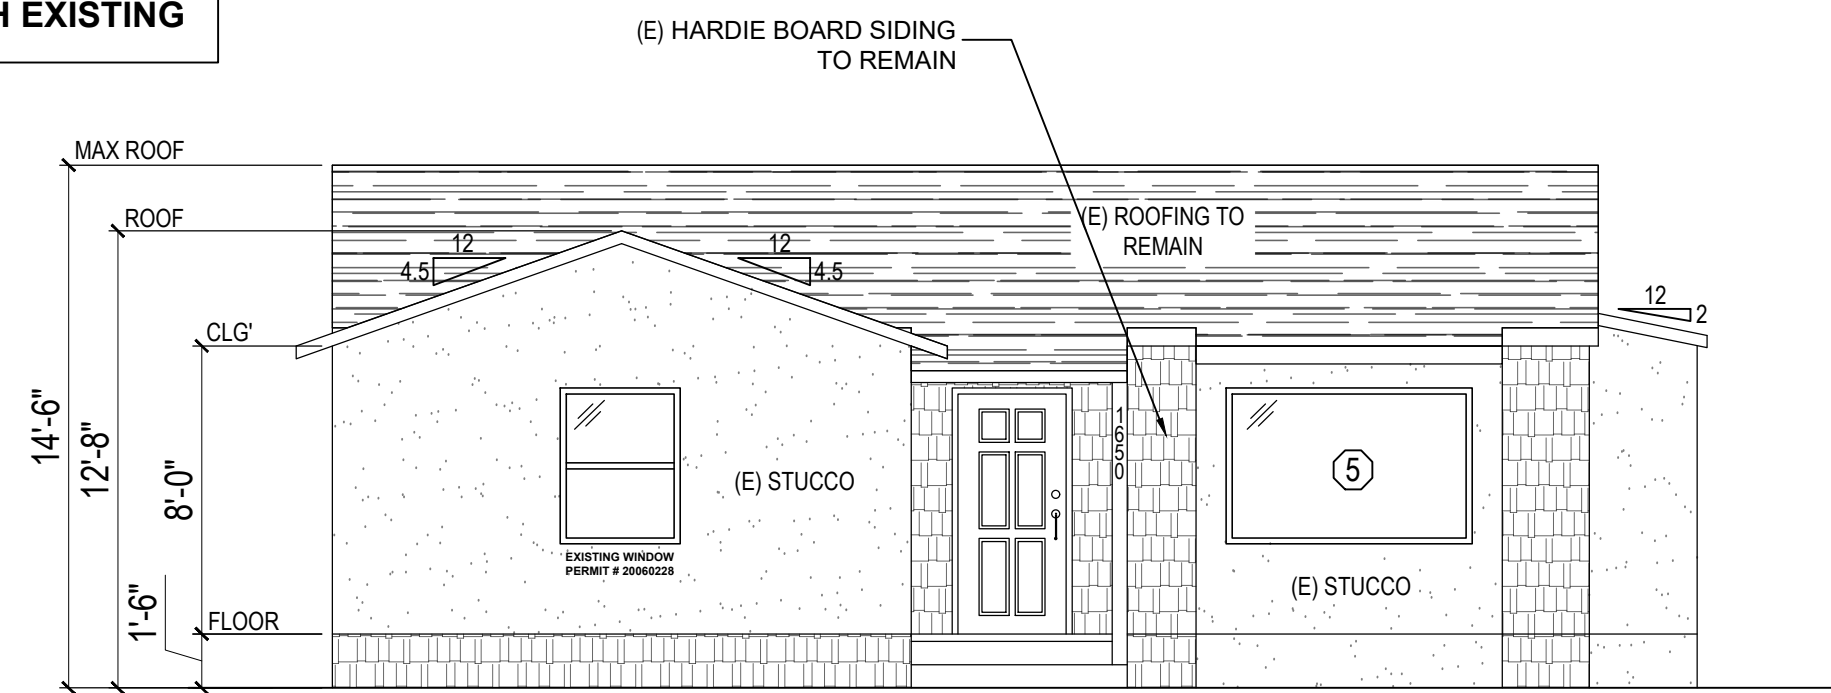 H EXISTING
(E) HARDIE BOARD SIDING
TO REMAIN
MAX ROOF
ROOF
12
4.5
12
4.5
(E) ROOFING TO
REMAIN
12
2
CLG'
14'-6"
12'-8"
8'-0"
1'-6"
1
6
5
0
(E) STUCCO
5
EXISTING WINDOW
PERMIT # 20060228
(E) STUCCO
FLOOR